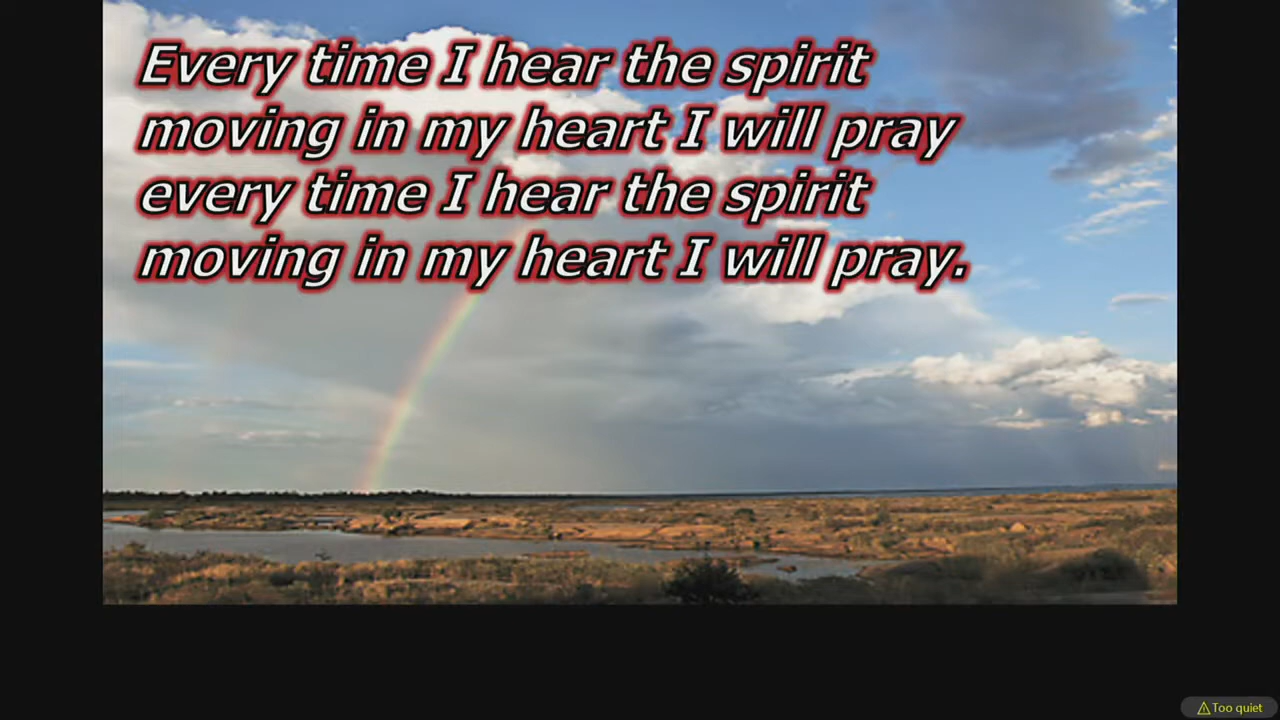 Every time I hear the spirit
moving in my heart I will pray
every time I hear the spirit
moving in my heart I will pray.
Too quiet